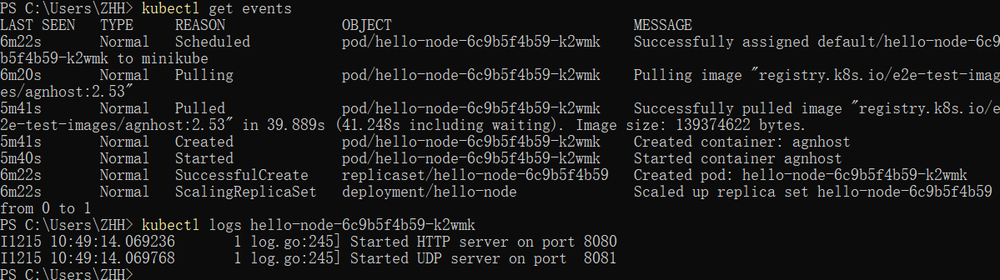 PS C:\Users\ZHH> kubectl get events
LAST SEEN   TYPE     REASON              OBJECT                             MESSAGE
6m22s       Normal   Scheduled           pod/hello-node-6c9b5f4b59-k2wmk    Successfully assigned default/hello-node-6c9
b5f4b59-k2wmk to minikube
6m20s       Normal   Pulling             pod/hello-node-6c9b5f4b59-k2wmk    Pulling image "registry.k8s.io/e2e-test-imag
es/agnhost:2.53"
5m41s       Normal   Pulled              pod/hello-node-6c9b5f4b59-k2wmk    Successfully pulled image "registry.k8s.io/e
2e-test-images/agnhost:2.53" in 39.889s (41.248s including waiting). Image size: 139374622 bytes.
5m41s       Normal   Created             pod/hello-node-6c9b5f4b59-k2wmk    Created container: agnhost
5m40s       Normal   Started             pod/hello-node-6c9b5f4b59-k2wmk    Started container agnhost
6m22s       Normal   SuccessfulCreate    replicaset/hello-node-6c9b5f4b59   Created pod: hello-node-6c9b5f4b59-k2wmk
6m22s       Normal   ScalingReplicaSet   deployment/hello-node              Scaled up replica set hello-node-6c9b5f4b59
from 0 to 1
PS C:\Users\ZHH> kubectl logs hello-node-6c9b5f4b59-k2wmk
I1215 10:49:14.069236       1 log.go:245] Started HTTP server on port 8080
I1215 10:49:14.069768       1 log.go:245] Started UDP server on port  8081
PS C:\Users\ZHH>